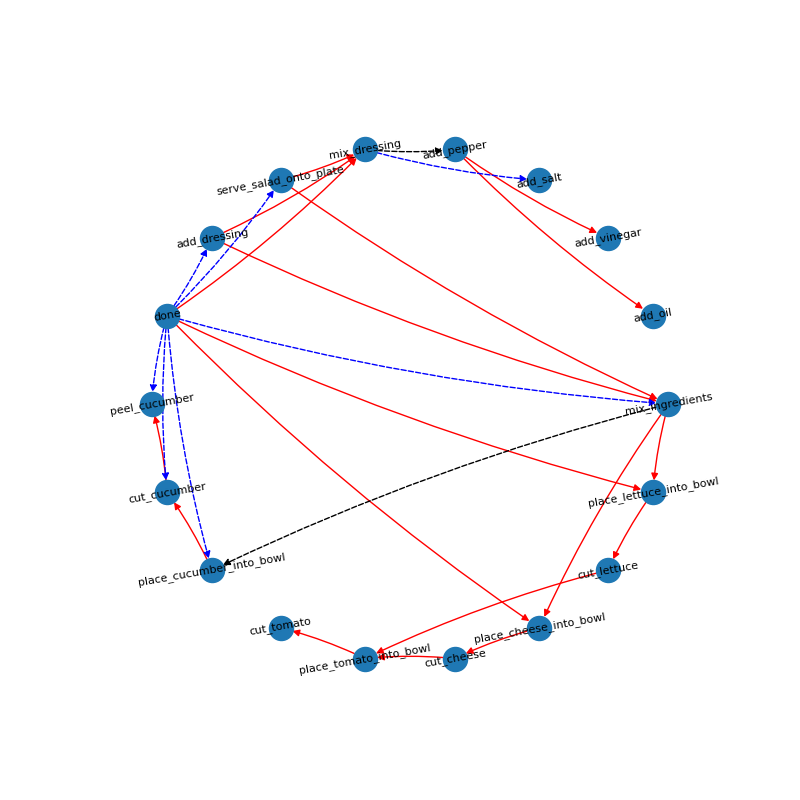 mix_dressing
add_pepper
serve_salad_onto_plate
add_salt
add_dressing
add_vinegar
done
add_oil
peel_cucumber
mix_ingredients
cut_cucumber
place_lettuce_into_bowl
place_cucumber_into_bowl
cut_lettuce
cut_tomato
place_cheese_into_bowl
place_tomato_into_bowl
cut_cheese